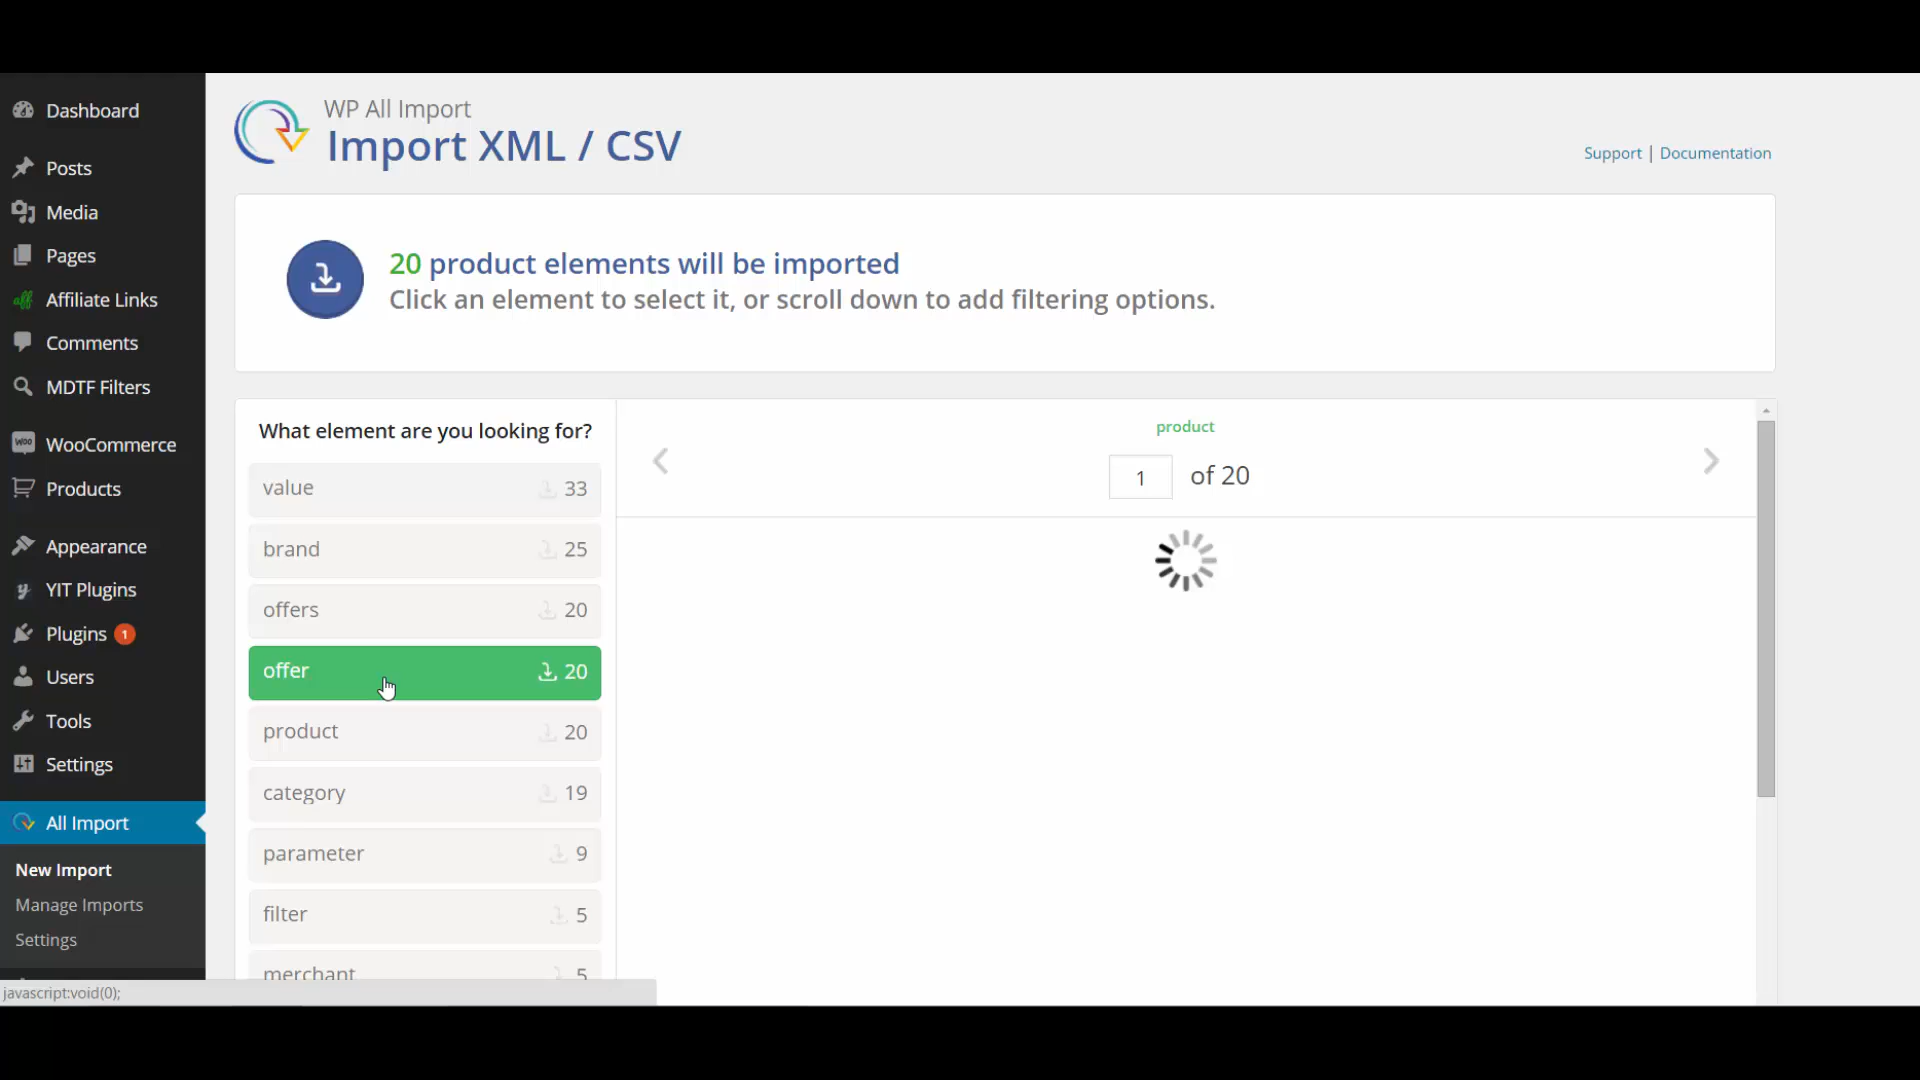 Dashboard
Posts
Media
Pages
Affiliate Links
Comments
MDTF Filters
WooCommerce
Products
Appearance
YIT Plugins
Plugins 1
Users
Tools
Settings
All Import
New Import
Manage Imports
Settings
javascript:void(0);
WP All Import
Import XML / CSV
Support | Documentation
20 product elements will be imported
Click an element to select it, or scroll down to add filtering options.
What element are you looking for?
value 33
brand 25
offers 20
offer 20
product 20
category 19
parameter 9
filter 5
merchant 5
product
1 of 20